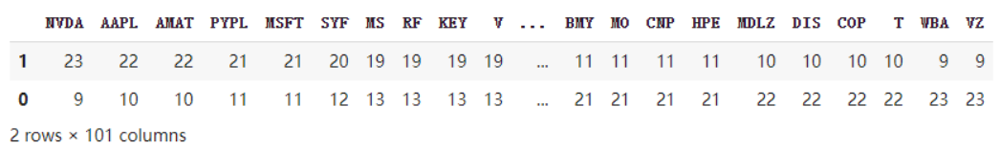 NVDA AAPL AMAT PYPL MSFT SYF MS RF KEY V ... BMY MO CNP HPE MDLZ DIS COP T WBA VZ
1 23 22 22 21 21 20 19 19 19 19 ... 11 11 11 11 10 10 10 10 9 9
0 9 10 10 11 11 12 13 13 13 13 ... 21 21 21 21 22 22 22 22 23 23
2 rows × 101 columns